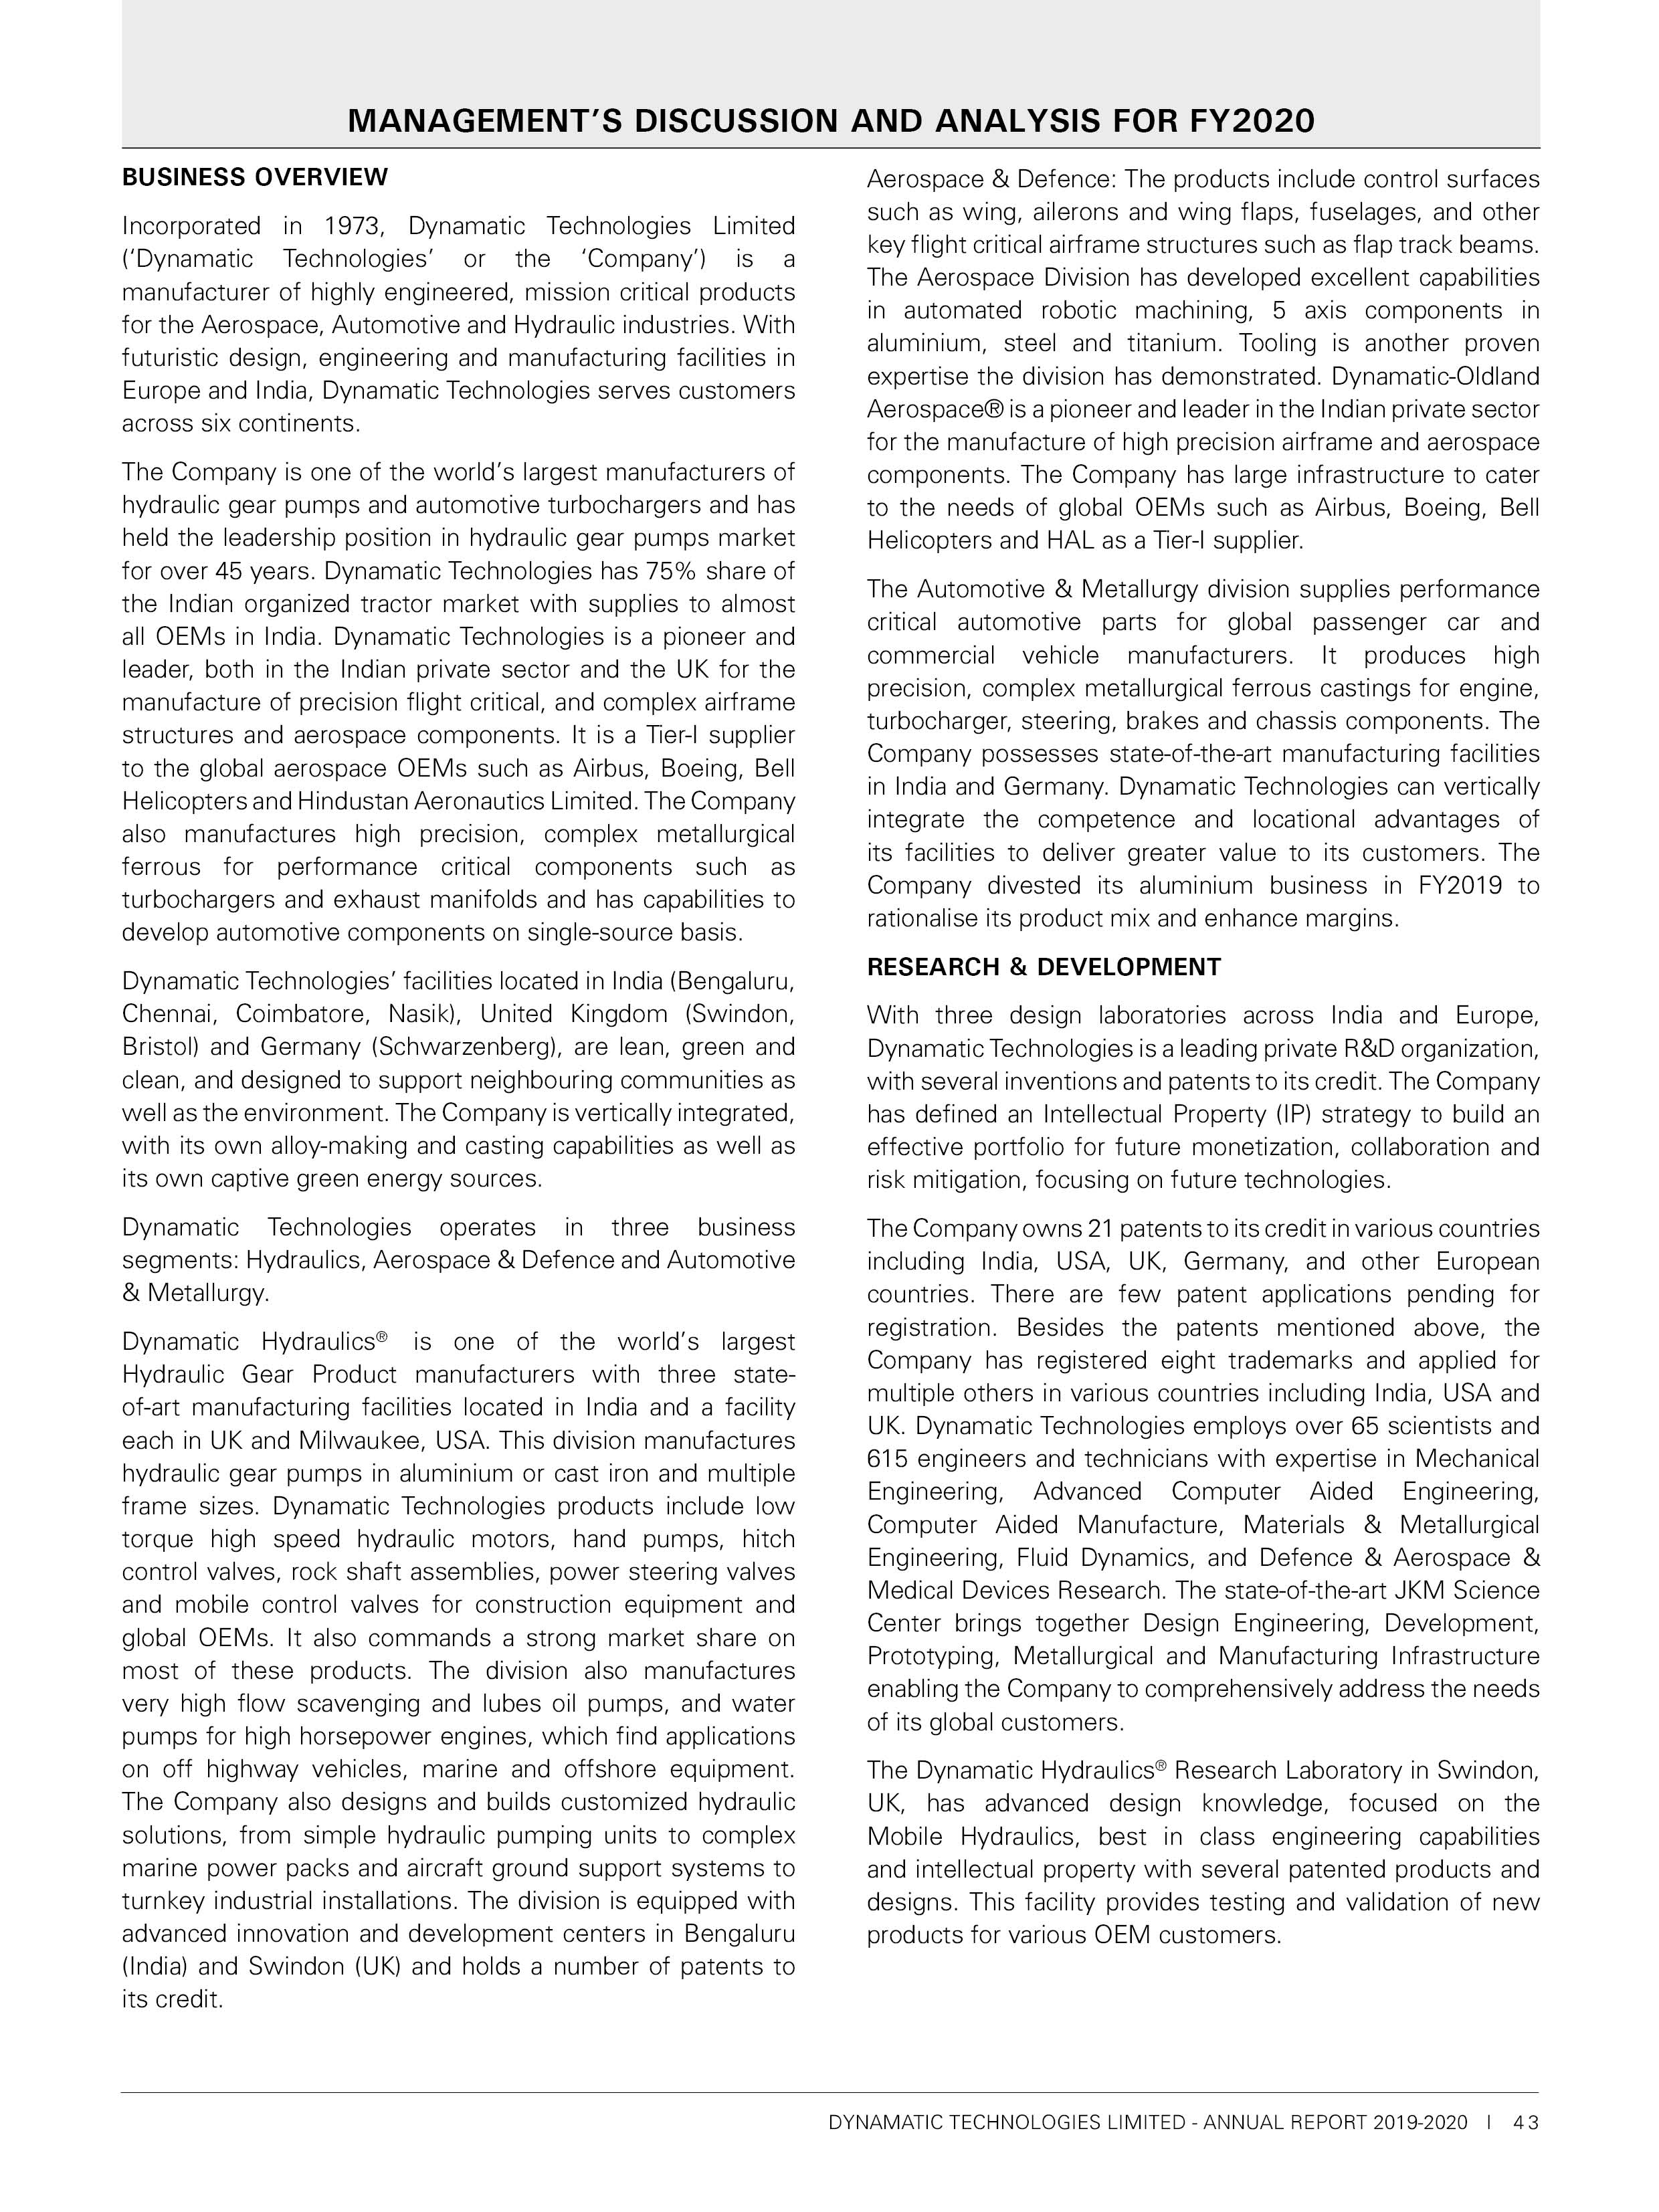 MANAGEMENT’S DISCUSSION AND ANALYSIS FOR FY2020
BUSINESS OVERVIEW
Incorporated in 1973, Dynamatic Technologies Limited
(‘Dynamatic Technologies’ or the ‘Company’) is a
manufacturer of highly engineered, mission critical products
for the Aerospace, Automotive and Hydraulic industries. With
futuristic design, engineering and manufacturing facilities in
Europe and India, Dynamatic Technologies serves customers
across six continents.
The Company is one of the world’s largest manufacturers of
hydraulic gear pumps and automotive turbochargers and has
held the leadership position in hydraulic gear pumps market
for over 45 years. Dynamatic Technologies has 75% share of
the Indian organized tractor market with supplies to almost
all OEMs in India. Dynamatic Technologies is a pioneer and
leader, both in the Indian private sector and the UK for the
manufacture of precision flight critical, and complex airframe
structures and aerospace components. It is a Tier-I supplier
to the global aerospace OEMs such as Airbus, Boeing, Bell
Helicopters and Hindustan Aeronautics Limited. The Company
also manufactures high precision, complex metallurgical
ferrous for performance critical components such as
turbochargers and exhaust manifolds and has capabilities to
develop automotive components on single-source basis.
Dynamatic Technologies’ facilities located in India (Bengaluru,
Chennai, Coimbatore, Nasik), United Kingdom (Swindon,
Bristol) and Germany (Schwarzenberg), are lean, green and
clean, and designed to support neighbouring communities as
well as the environment. The Company is vertically integrated,
with its own alloy-making and casting capabilities as well as
its own captive green energy sources.
Dynamatic Technologies operates in three business
segments: Hydraulics, Aerospace & Defence and Automotive
& Metallurgy.
Dynamatic Hydraulics® is one of the world’s largest
Hydraulic Gear Product manufacturers with three state-
of-art manufacturing facilities located in India and a facility
each in UK and Milwaukee, USA. This division manufactures
hydraulic gear pumps in aluminium or cast iron and multiple
frame sizes. Dynamatic Technologies products include low
torque high speed hydraulic motors, hand pumps, hitch
control valves, rock shaft assemblies, power steering valves
and mobile control valves for construction equipment and
global OEMs. It also commands a strong market share on
most of these products. The division also manufactures
very high flow scavenging and lubes oil pumps, and water
pumps for high horsepower engines, which find applications
on off highway vehicles, marine and offshore equipment.
The Company also designs and builds customized hydraulic
solutions, from simple hydraulic pumping units to complex
marine power packs and aircraft ground support systems to
turnkey industrial installations. The division is equipped with
advanced innovation and development centers in Bengaluru
(India) and Swindon (UK) and holds a number of patents to
its credit.
Aerospace & Defence: The products include control surfaces
such as wing, ailerons and wing flaps, fuselages, and other
key flight critical airframe structures such as flap track beams.
The Aerospace Division has developed excellent capabilities
in automated robotic machining, 5 axis components in
aluminium, steel and titanium. Tooling is another proven
expertise the division has demonstrated. Dynamatic-Oldland
Aerospace® is a pioneer and leader in the Indian private sector
for the manufacture of high precision airframe and aerospace
components. The Company has large infrastructure to cater
to the needs of global OEMs such as Airbus, Boeing, Bell
Helicopters and HAL as a Tier-I supplier.
The Automotive & Metallurgy division supplies performance
critical automotive parts for global passenger car and
commercial vehicle manufacturers. It produces high
precision, complex metallurgical ferrous castings for engine,
turbocharger, steering, brakes and chassis components. The
Company possesses state-of-the-art manufacturing facilities
in India and Germany. Dynamatic Technologies can vertically
integrate the competence and locational advantages of
its facilities to deliver greater value to its customers. The
Company divested its aluminium business in FY2019 to
rationalise its product mix and enhance margins.
RESEARCH & DEVELOPMENT
With three design laboratories across India and Europe,
Dynamatic Technologies is a leading private R&D organization,
with several inventions and patents to its credit. The Company
has defined an Intellectual Property (IP) strategy to build an
effective portfolio for future monetization, collaboration and
risk mitigation, focusing on future technologies.
The Company owns 21 patents to its credit in various countries
including India, USA, UK, Germany, and other European
countries. There are few patent applications pending for
registration. Besides the patents mentioned above, the
Company has registered eight trademarks and applied for
multiple others in various countries including India, USA and
UK. Dynamatic Technologies employs over 65 scientists and
615 engineers and technicians with expertise in Mechanical
Engineering, Advanced Computer Aided Engineering,
Computer Aided Manufacture, Materials & Metallurgical
Engineering, Fluid Dynamics, and Defence & Aerospace &
Medical Devices Research. The state-of-the-art JKM Science
Center brings together Design Engineering, Development,
Prototyping, Metallurgical and Manufacturing Infrastructure
enabling the Company to comprehensively address the needs
of its global customers.
The Dynamatic Hydraulics® Research Laboratory in Swindon,
UK, has advanced design knowledge, focused on the
Mobile Hydraulics, best in class engineering capabilities
and intellectual property with several patented products and
designs. This facility provides testing and validation of new
products for various OEM customers.
DYNAMATIC TECHNOLOGIES LIMITED - ANNUAL REPORT 2019-2020 | 43